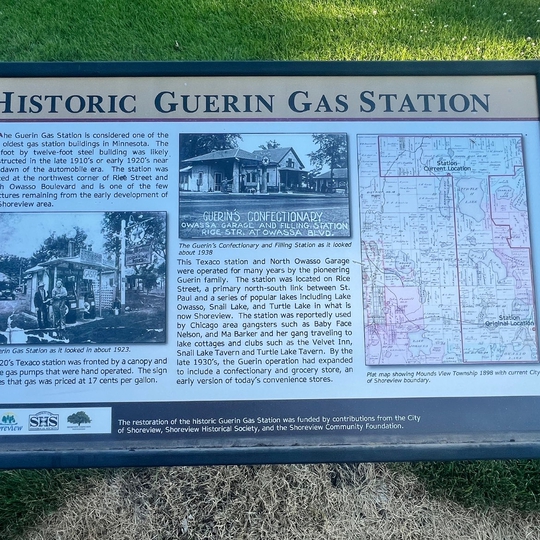 HISTORIC GUERIN GAS STATION
The Guerin Gas Station is considered one of the
oldest gas station buildings in Minnesota. The
foot by twelve-foot steel building was likely
structed in the late 1910's or early 1920's near
dawn of the automobile era. The station was
ed at the northwest corner of Rice Street and
h Owasso Boulevard and is one of the few
ctures remaining from the early development of
Shoreview area.
erin Gas Station as it looked in about 1923.
20's Texaco station was fronted by a canopy and
e gas pumps that were hand operated. The sign
es that gas was priced at 17 cents per gallon.
GUERIN'S CONFECTIONARY
OWASSA GARAGE AND FILLING STATION
RICE STR. AT OWASSA BLVD.
The Guerin's Confectionary and Filling Station as it looked
about 1938
This Texaco station and North Owasso Garage
were operated for many years by the pioneering
Guerin family. The station was located on Rice
Street, a primary north-south link between St.
Paul and a series of popular lakes including Lake
Owasso, Snail Lake, and Turtle Lake in what is
now Shoreview. The station was reportedly used
by Chicago area gangsters such as Baby Face
Nelson, and Ma Barker and her gang traveling to
lake cottages and clubs such as the Velvet Inn,
Snail Lake Tavern and Turtle Lake Tavern. By the
late 1930's, the Guerin operation had expanded
to include a confectionery and grocery store, an
early version of today's convenience stores.
Station
Current Location
Station
Original Location
Plat map showing Mounds View Township 1898 with current City
of Shoreview boundary.
oreview
SHS
The restoration of the historic Guerin Gas Station was funded by contributions from the City
of Shoreview, Shoreview Historical Society, and the Shoreview Community Foundation.